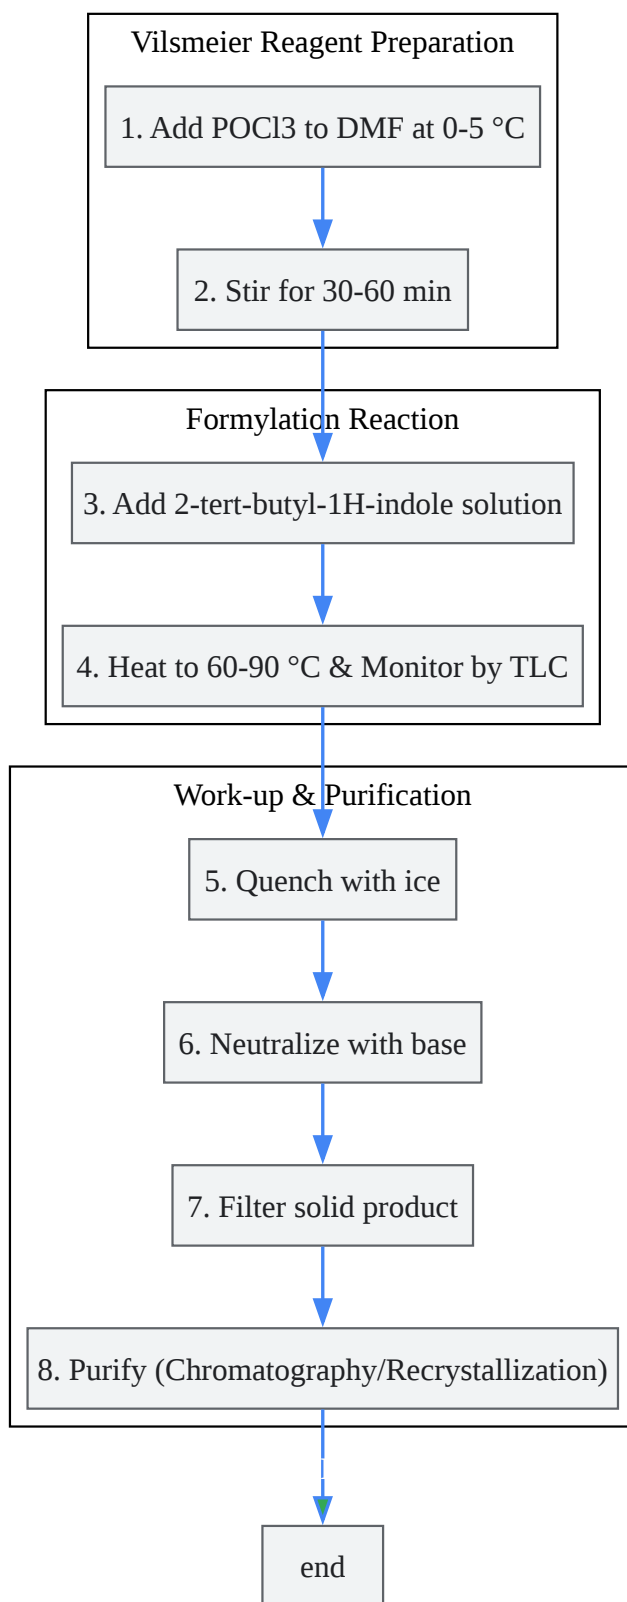 Vilsmeier Reagent Preparation
1. Add POCl3 to DMF at 0-5 °C
2. Stir for 30-60 min
Formylation Reaction
3. Add 2-tert-butyl-1H-indole solution
4. Heat to 60-90 °C & Monitor by TLC
Work-up & Purification
5. Quench with ice
6. Neutralize with base
7. Filter solid product
8. Purify (Chromatography/Recrystallization)
end